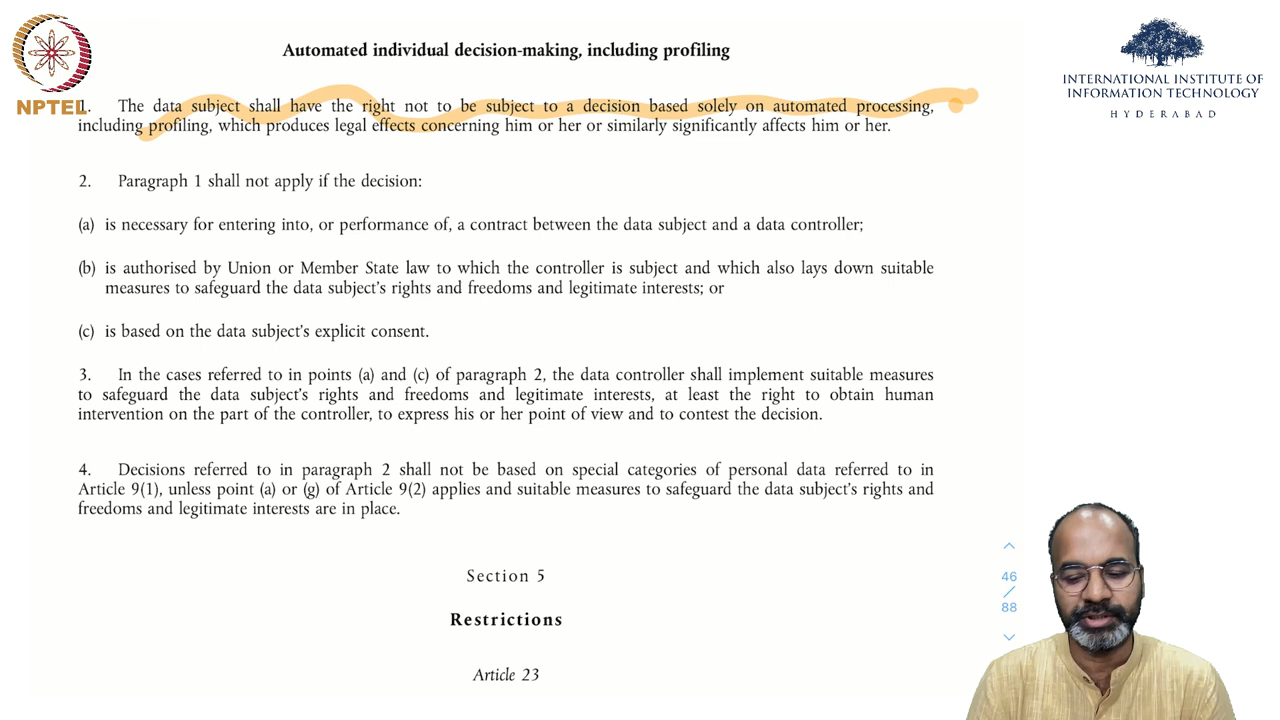 NPTEL
INTERNATIONAL INSTITUTE OF
INFORMATION TECHNOLOGY
HYDERABAD
Automated individual decision-making, including profiling
1. The data subject shall have the right not to be subject to a decision based solely on automated processing,
including profiling, which produces legal effects concerning him or her or similarly significantly affects him or her.
2. Paragraph 1 shall not apply if the decision:
(a) is necessary for entering into, or performance of, a contract between the data subject and a data controller;
(b) is authorised by Union or Member State law to which the controller is subject and which also lays down suitable
measures to safeguard the data subject's rights and freedoms and legitimate interests; or
(c) is based on the data subject's explicit consent.
3. In the cases referred to in points (a) and (c) of paragraph 2, the data controller shall implement suitable measures
to safeguard the data subject's rights and freedoms and legitimate interests, at least the right to obtain human
intervention on the part of the controller, to express his or her point of view and to contest the decision.
4. Decisions referred to in paragraph 2 shall not be based on special categories of personal data referred to in
Article 9(1), unless point (a) or (g) of Article 9(2) applies and suitable measures to safeguard the data subject's rights and
freedoms and legitimate interests are in place.
Section 5
Restrictions
Article 23
46
/
88